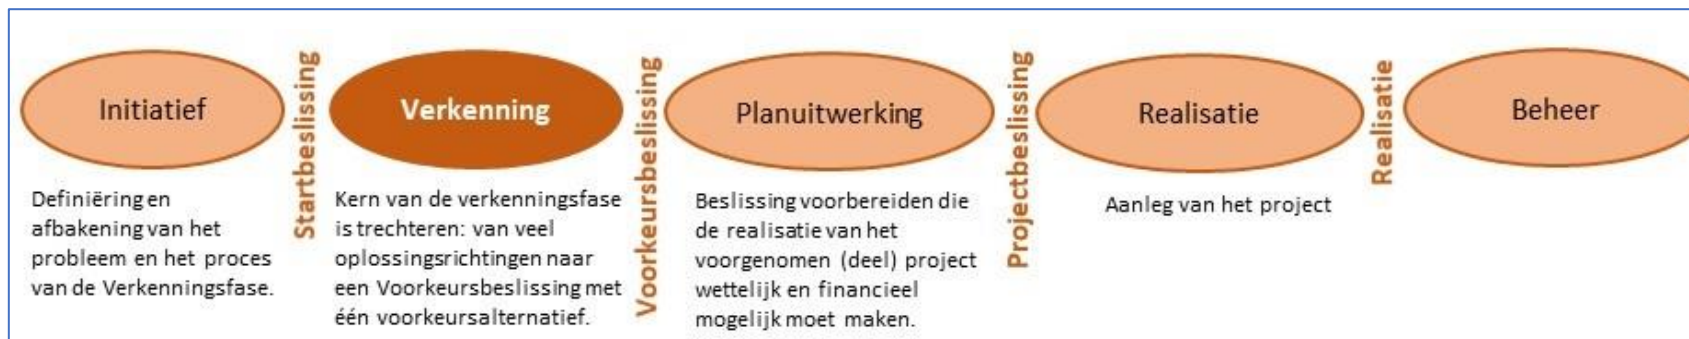 Initiatief
Definiëring en
afbakening van het
probleem en het proces
van de Verkenningsfase.
Startbeslissing
Verkenning
Kern van de verkenningsfase
is trechteren: van veel
oplossingsrichtingen naar
een Voorkeursbeslissing met
één voorkeursalternatief.
Voorkeursbeslissing
Planuitwerking
Beslissing voorbereiden die
de realisatie van het
voorgenomen (deel) project
wettelijk en financieel
mogelijk moet maken.
Projectbeslissing
Realisatie
Aanleg van het project
Realisatie
Beheer